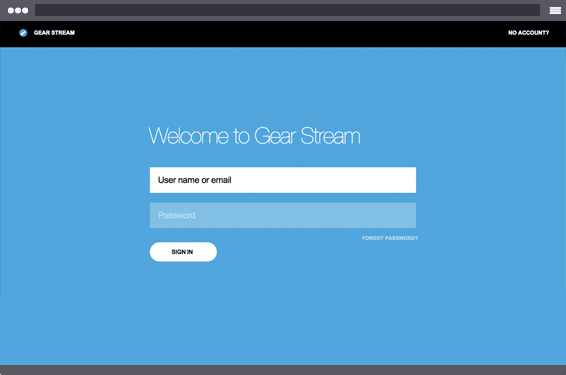 GEAR STREAM
NO ACCOUNT?
Welcome to Gear Stream
User name or email
Password
FORGOT PASSWORD?
SIGN IN